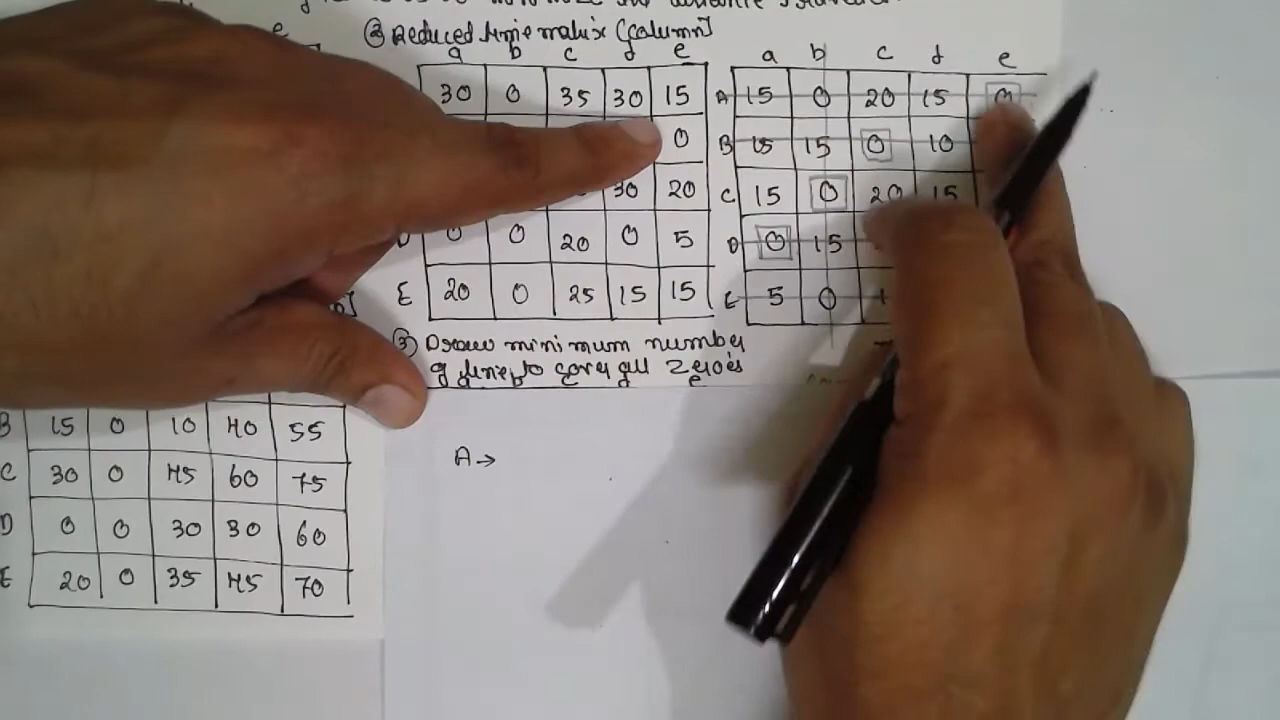 ② Reduced time matrix [column]
a b c d e
30 0 35 30 15
0
30 20
0 0 20 0 5
E 20 0 25 15 15
③ Draw minimum number
of lines to cover all zeroes
a b c d e
A 15 0 20 15 0
B 15 15 0 10
C 15 0 20 15
D 0 15
E 5 0
B 15 0 10 40 55
C 30 0 45 60 75
D 0 0 30 30 60
E 20 0 35 45 70
A →